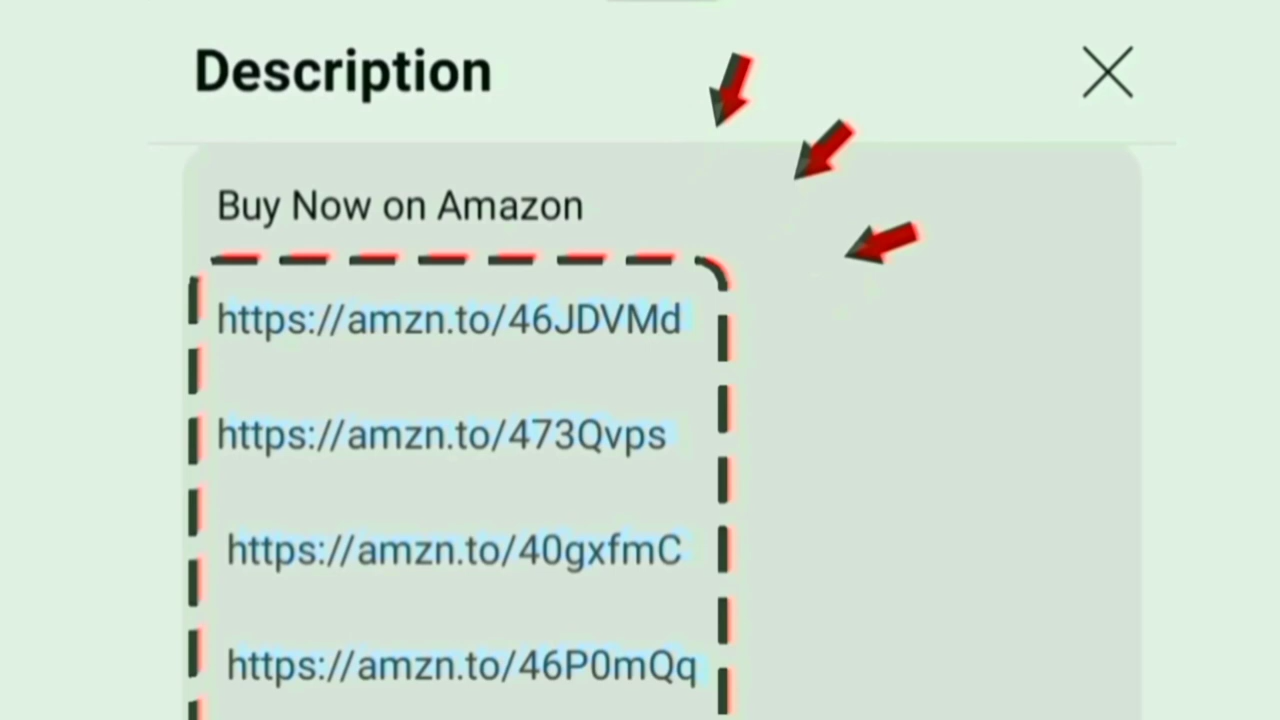 Description
Buy Now on Amazon
https://amzn.to/46JDVMd
https://amzn.to/473Qvps
https://amzn.to/40gxfmC
https://amzn.to/46P0mQq